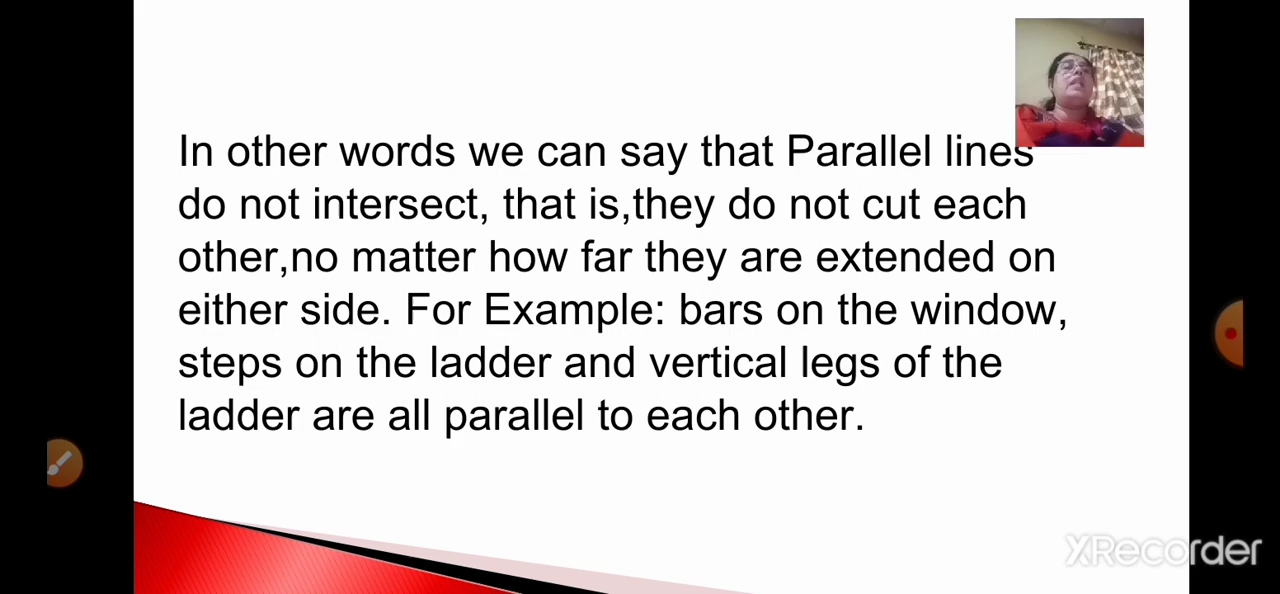 In other words we can say that Parallel lines
do not intersect, that is,they do not cut each
other,no matter how far they are extended on
either side. For Example: bars on the window,
steps on the ladder and vertical legs of the
ladder are all parallel to each other.
XRecorder